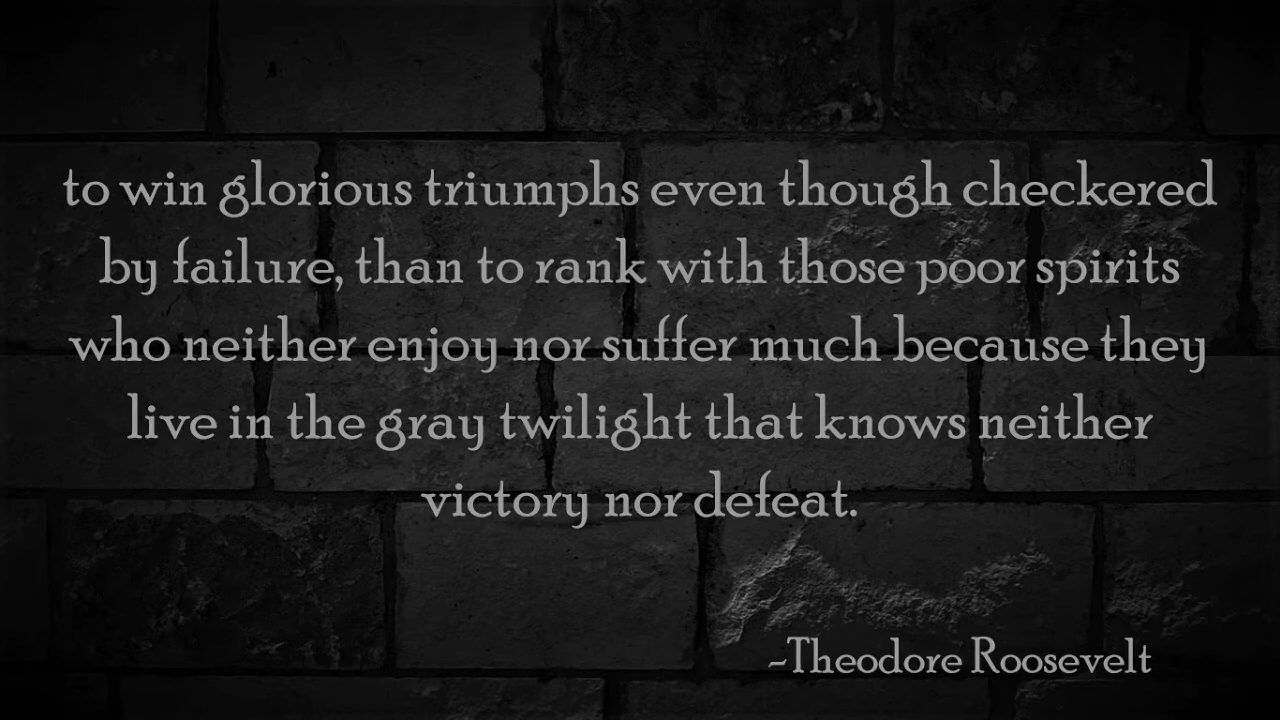 to win glorious triumphs even though checkered
by failure, than to rank with those poor spirits
who neither enjoy nor suffer much because they
live in the gray twilight that knows neither
victory nor defeat.
-Theodore Roosevelt